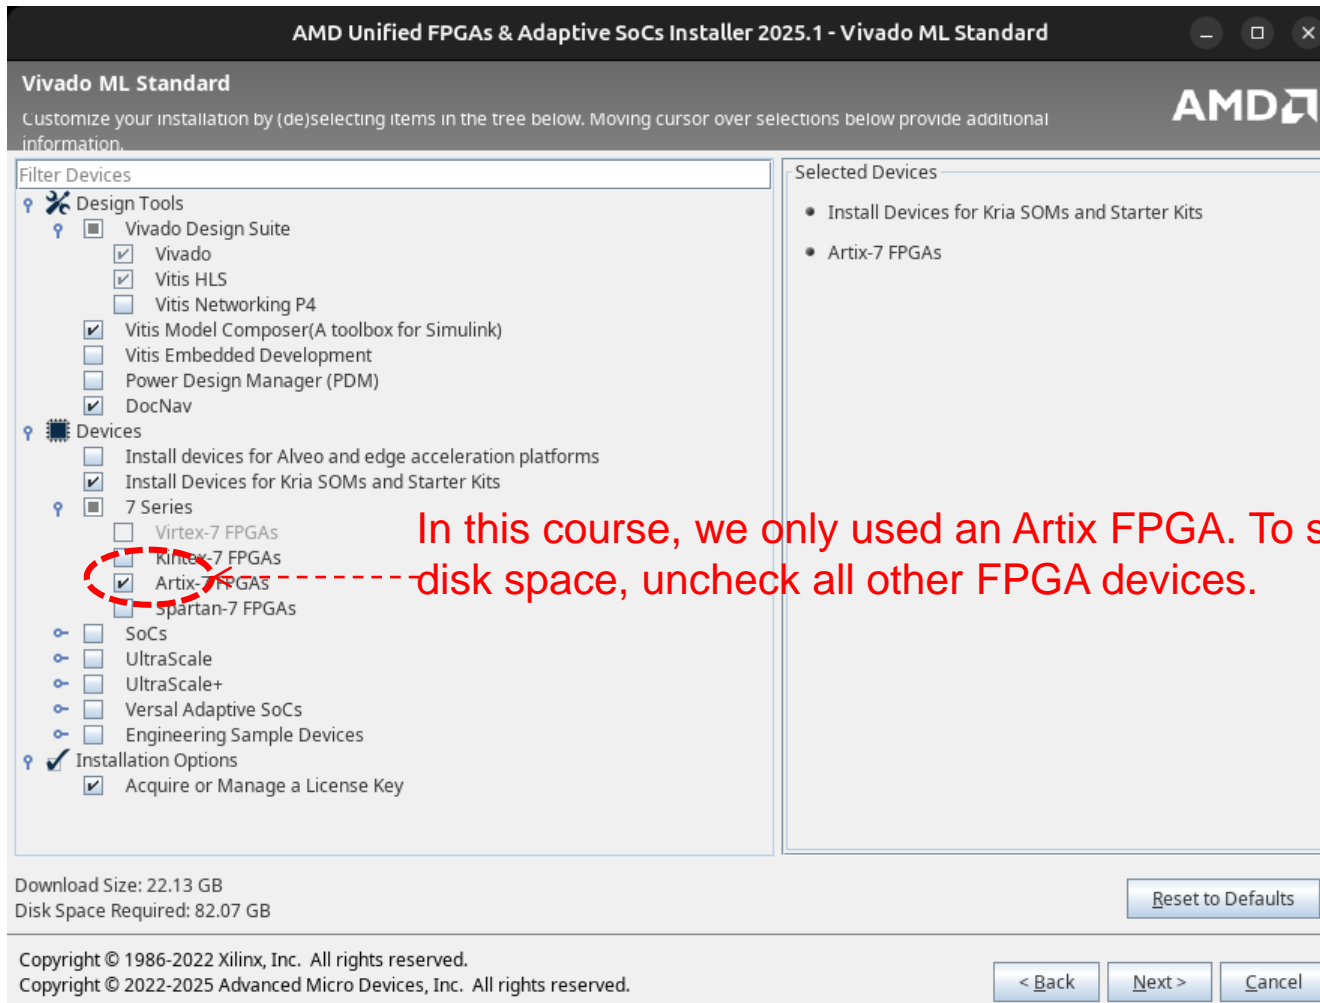 AMD Unified FPGAs & Adaptive SoCs Installer 2025.1 - Vivado ML Standard
Vivado ML Standard
AMD
Customize your installation by (de)selecting items in the tree below. Moving cursor over selections below provide additional
information.
Filter Devices
Design Tools
Vivado Design Suite
Vivado
Vitis HLS
Vitis Networking P4
Vitis Model Composer(A toolbox for Simulink)
Vitis Embedded Development
Power Design Manager (PDM)
DocNav
Devices
Install devices for Alveo and edge acceleration platforms
Install Devices for Kria SOMs and Starter Kits
7 Series
Virtex-7 FPGAs
Kintex-7 FPGAs
Artix-7 FPGAs
Spartan-7 FPGAs
SoCs
UltraScale
UltraScale+
Versal Adaptive SoCs
Engineering Sample Devices
Installation Options
Acquire or Manage a License Key
Selected Devices
Install Devices for Kria SOMs and Starter Kits
Artix-7 FPGAs
In this course, we only used an Artix FPGA. To
disk space, uncheck all other FPGA devices.
Download Size: 22.13 GB
Disk Space Required: 82.07 GB
Reset to Defaults
Copyright © 1986-2022 Xilinx, Inc. All rights reserved.
Copyright © 2022-2025 Advanced Micro Devices, Inc. All rights reserved.
< Back
Next >
Cancel